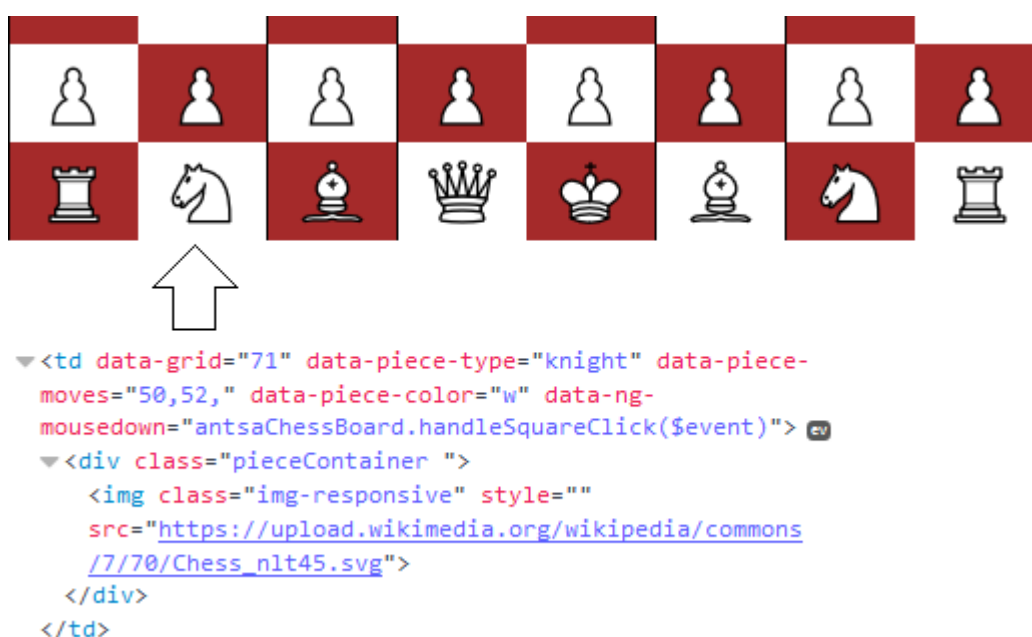 <td data-grid="71" data-piece-type="knight" data-piece-
moves="50,52," data-piece-color="w" data-ng-
mousedown="antsaChessBoard.handleSquareClick($event)"> ev
<div class="pieceContainer ">
<img class="img-responsive" style=""
src="https://upload.wikimedia.org/wikipedia/commons
/7/70/Chess_nlt45.svg">
</div>
</td>